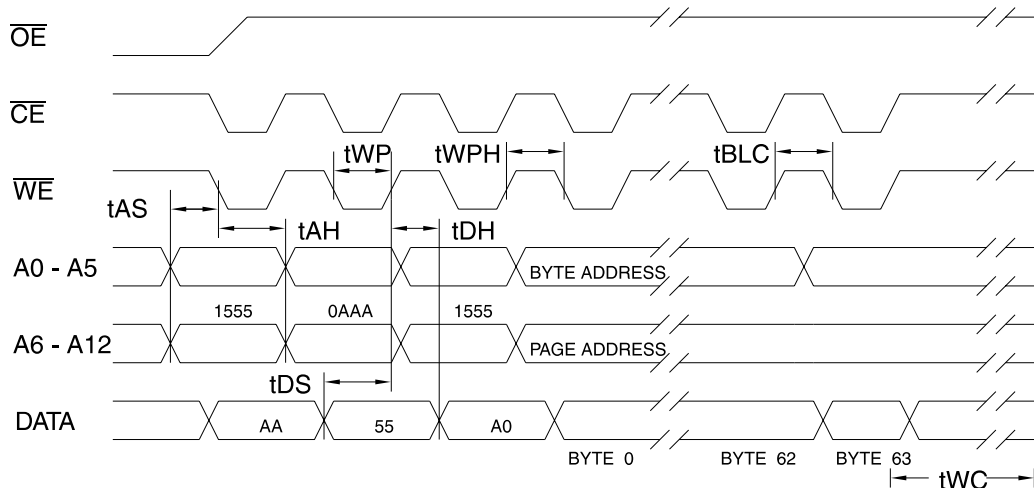 OE
CE
tWP tWPH tBLC
WE
tAS
tAH tDH
A0 - A5 BYTE ADDRESS
1555 0AAA 1555
A6 - A12 PAGE ADDRESS
tDS
DATA AA 55 A0
BYTE 0 BYTE 62 BYTE 63
tWC